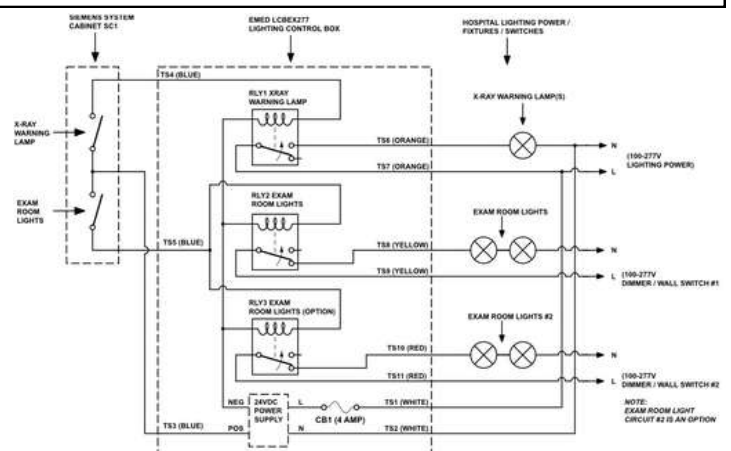 SIEMENS SYSTEM
CABINET SC1
EMED LCBEX277
LIGHTING CONTROL BOX
HOSPITAL LIGHTING POWER /
FIXTURES / SWITCHES
TS4 (BLUE)
RLY1 XRAY
WARNING LAMP
X-RAY WARNING LAMP(S)
X-RAY
WARNING
LAMP
TS6 (ORANGE)
N
(100-277V
LIGHTING POWER)
TS7 (ORANGE)
L
EXAM
ROOM
LIGHTS
RLY2 EXAM
ROOM LIGHTS
EXAM ROOM LIGHTS
TS5 (BLUE)
TS8 (YELLOW)
N
TS9 (YELLOW)
L
(100-277V
DIMMER / WALL SWITCH #1
RLY3 EXAM
ROOM LIGHTS (OPTION)
EXAM ROOM LIGHTS #2
TS10 (RED)
N
TS11 (RED)
L
(100-277V
DIMMER / WALL SWITCH #2
NEG
24VDC
POWER
SUPPLY
L
TS1 (WHITE)
CB1 (4 AMP)
TS3 (BLUE)
POS
N
TS2 (WHITE)
NOTE:
EXAM ROOM LIGHT
CIRCUIT #2 IS AN OPTION